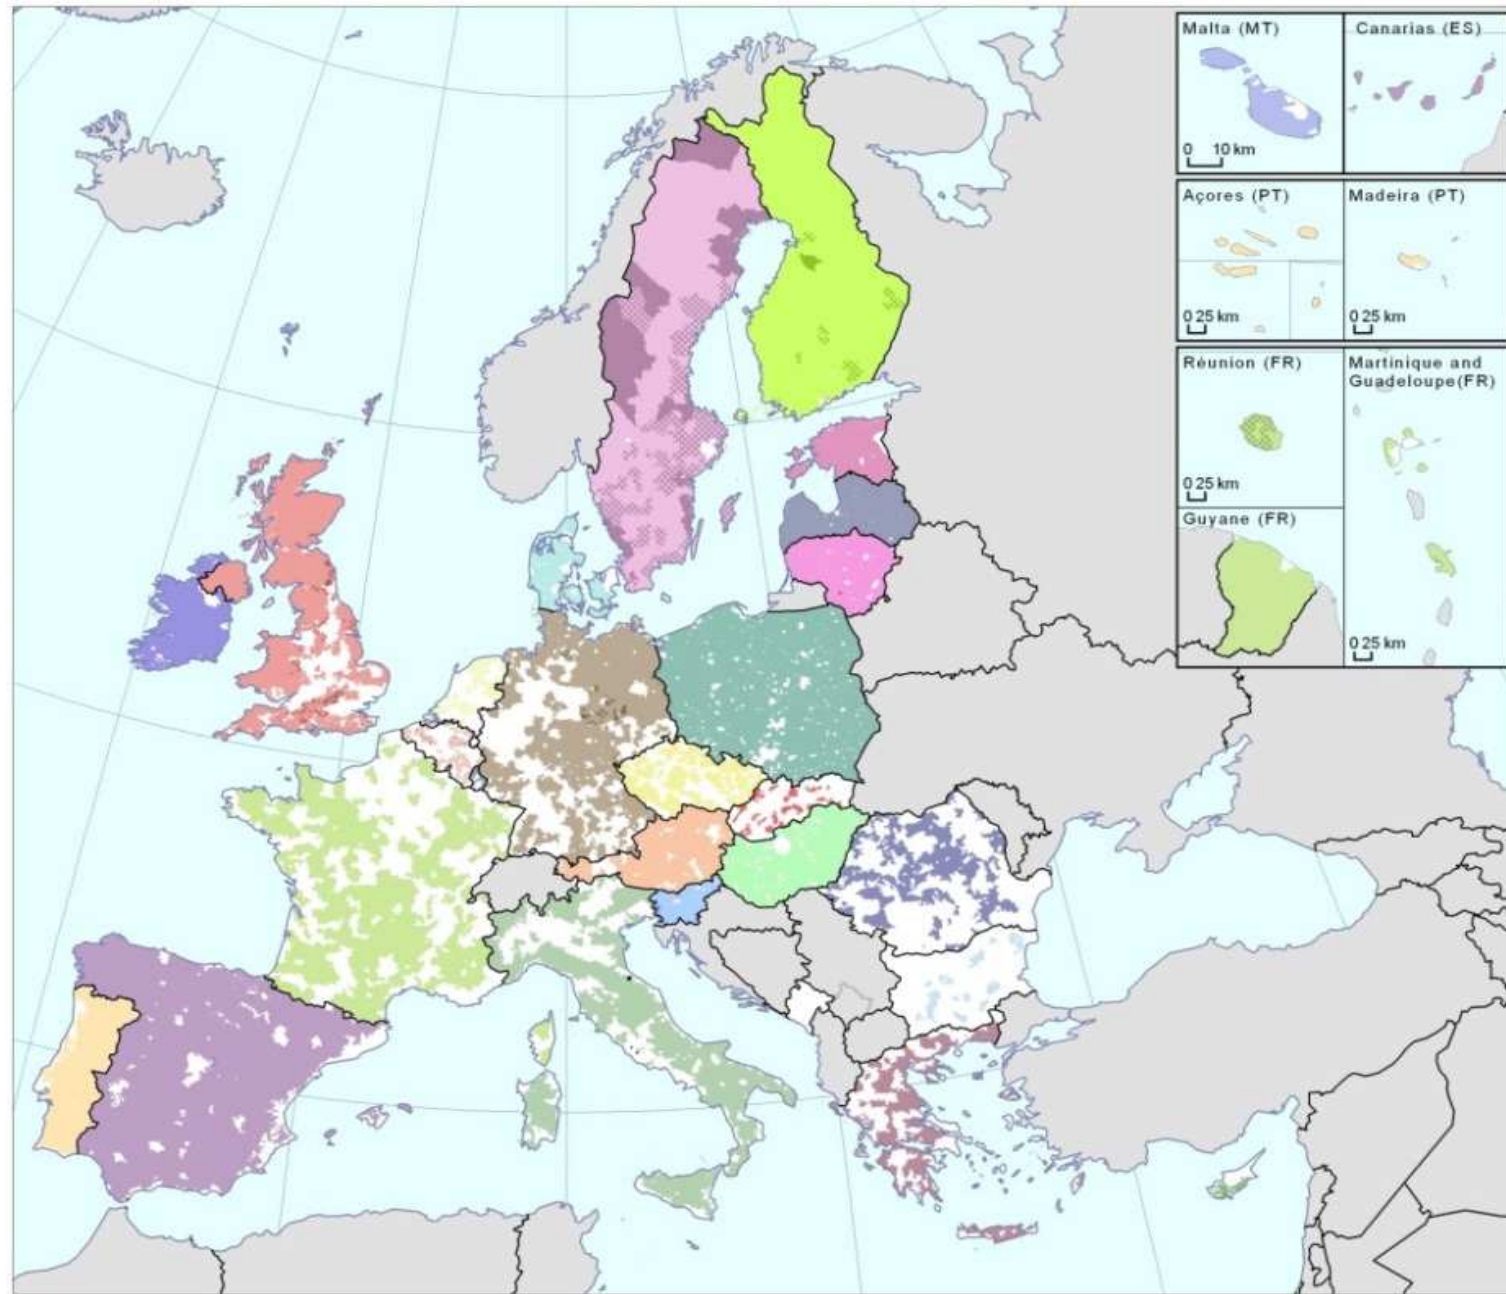 Malta (MT)
0 10 km
Canarias (ES)
Açores (PT)
0 25 km
Madeira (PT)
0 25 km
Réunion (FR)
0 25 km
Martinique and
Guadeloupe(FR)
0 25 km
Guyane (FR)